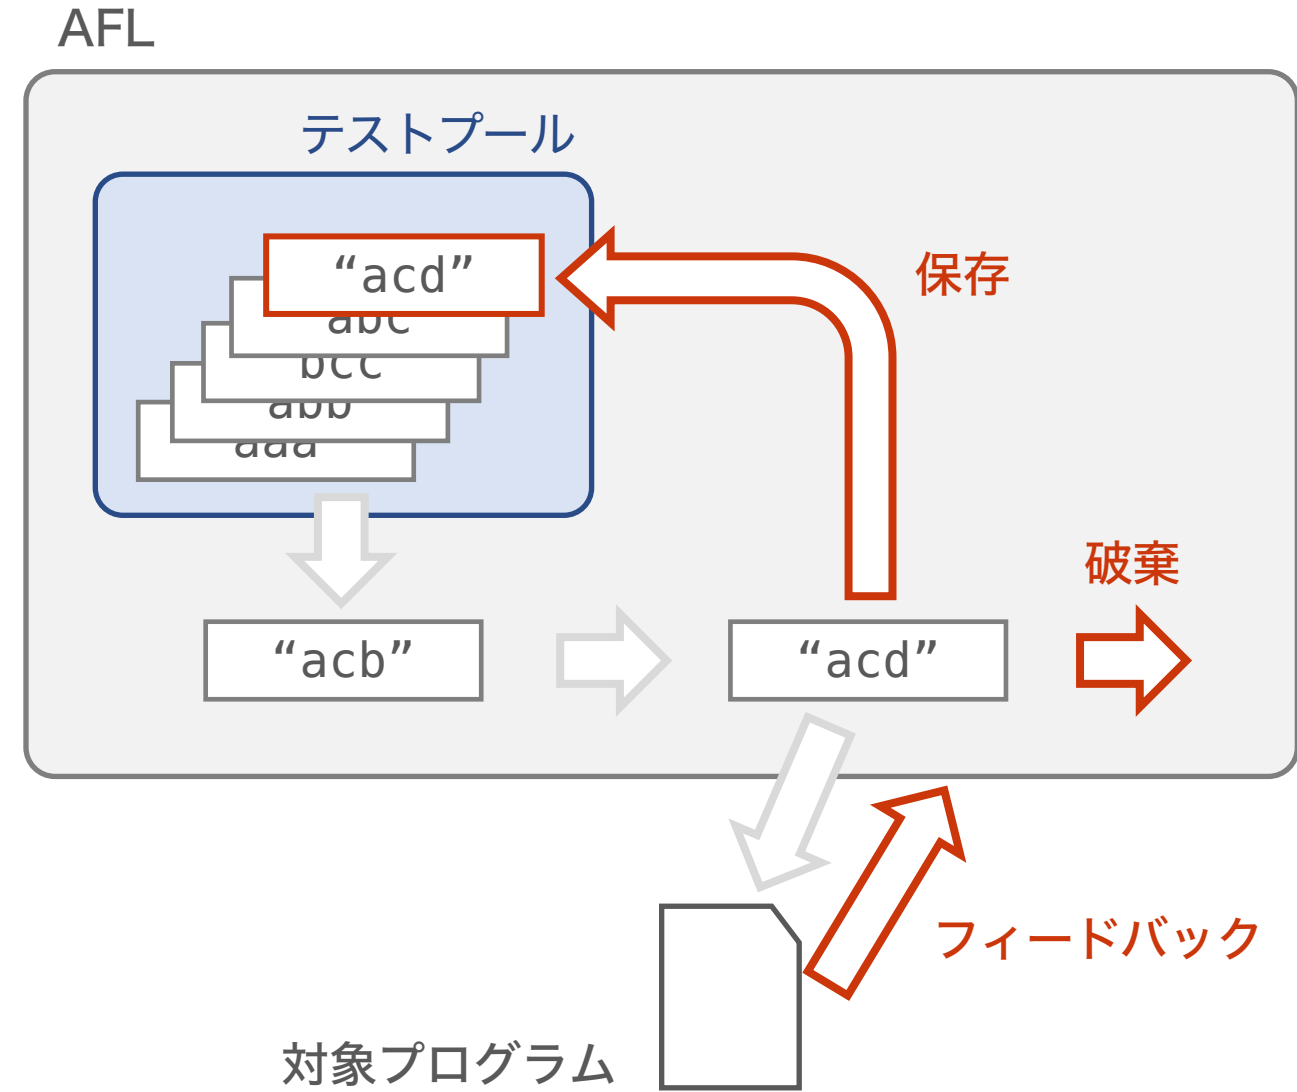 AFL
テストプール
“acd”
abc
bcc
abb
aaa
保存
破棄
“acb”
“acd”
フィードバック
対象プログラム